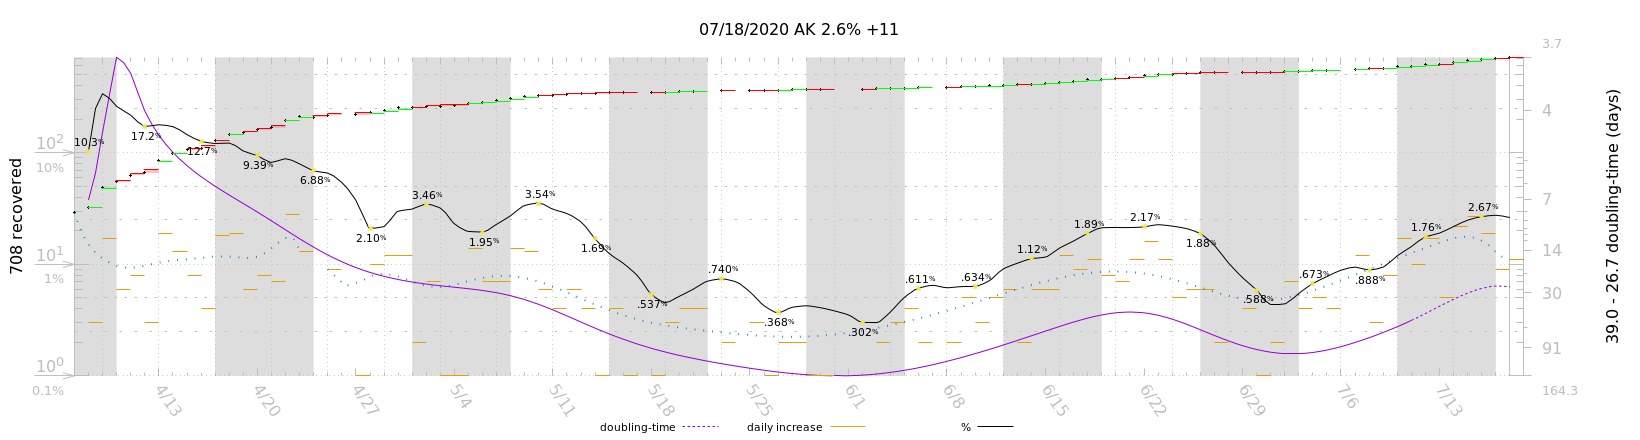 07/18/2020 AK 2.6% +11
708 recovered
10² 10% 10¹ 1% 10⁰ 0.1%
10.3% 17.2% 12.7% 9.39% 6.88% 2.10% 3.46% 1.95% 3.54% 1.69% .537% .740% .368% .302% .611% .634% 1.12% 1.89% 2.17% 1.88% .588% .673% .888% 1.76% 2.67%
3.7 4 7 14 30 91 164.3
39.0 - 26.7 doubling-time (days)
4/13 4/20 4/27 5/4 5/11 5/18 5/25 6/1 6/8 6/15 6/22 6/29 7/6 7/13
doubling-time daily increase %